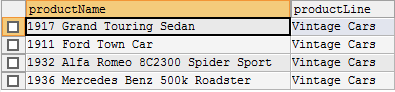 productName productLine
1917 Grand Touring Sedan Vintage Cars
1911 Ford Town Car Vintage Cars
1932 Alfa Romeo 8C2300 Spider Sport Vintage Cars
1936 Mercedes Benz 500k Roadster Vintage Cars